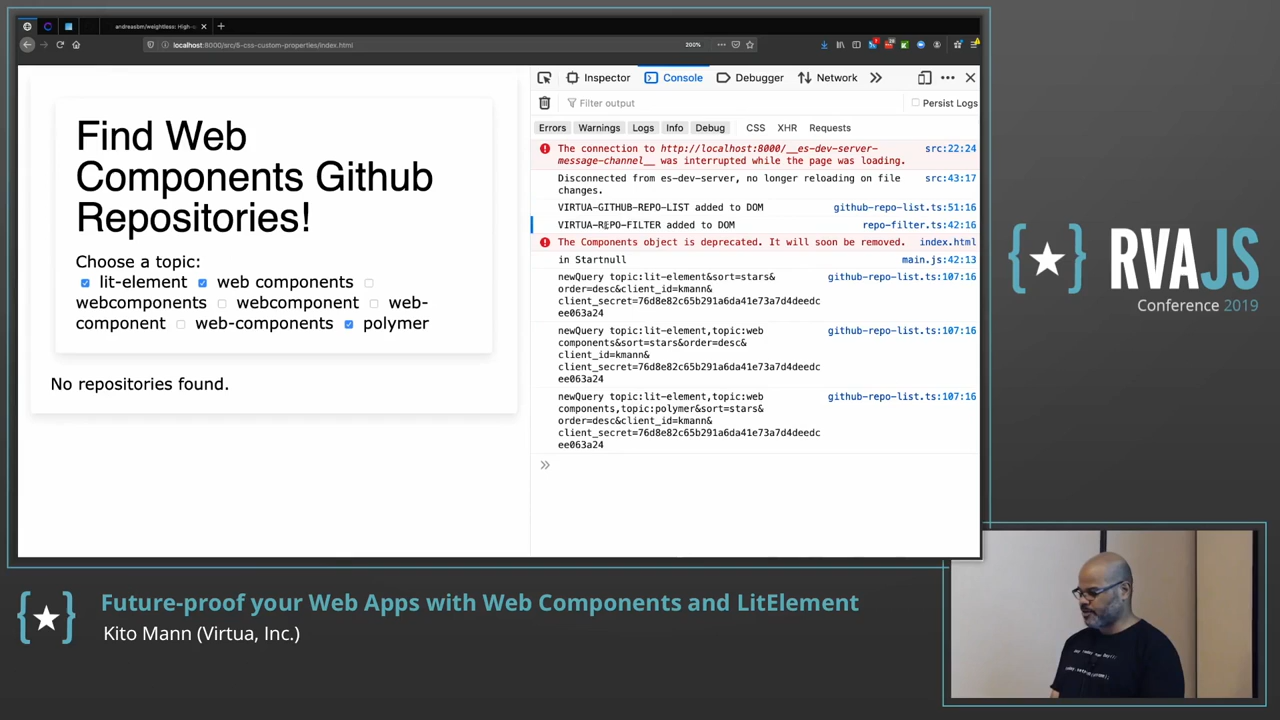 andreasbm/weightless: High-
localhost:8000/src/5-css-custom-properties/index.html
200%
Find Web
Components Github
Repositories!
Choose a topic:
lit-element web components
webcomponents webcomponent web-
component web-components polymer
No repositories found.
Inspector Console Debugger Network
Filter output
Persist Logs
Errors Warnings Logs Info Debug CSS XHR Requests
The connection to http://localhost:8000/__es-dev-server- src:22:24
message-channel__ was interrupted while the page was loading.
Disconnected from es-dev-server, no longer reloading on file src:43:17
changes.
VIRTUA-GITHUB-REPO-LIST added to DOM github-repo-list.ts:51:16
VIRTUA-REPO-FILTER added to DOM repo-filter.ts:42:16
The Components object is deprecated. It will soon be removed. index.html
in Startnull main.js:42:13
newQuery topic:lit-element&sort=stars& github-repo-list.ts:107:16
order=desc&client_id=kmann&
client_secret=76d8e82c65b291a6da41e73a7d4deedc
ee063a24
newQuery topic:lit-element,topic:web github-repo-list.ts:107:16
components&sort=stars&order=desc&
client_id=kmann&
client_secret=76d8e82c65b291a6da41e73a7d4deedc
ee063a24
newQuery topic:lit-element,topic:web github-repo-list.ts:107:16
components,topic:polymer&sort=stars&
order=desc&client_id=kmann&
client_secret=76d8e82c65b291a6da41e73a7d4deedc
ee063a24
RVAJS
Conference 2019
Future-proof your Web Apps with Web Components and LitElement
Kito Mann (Virtua, Inc.)